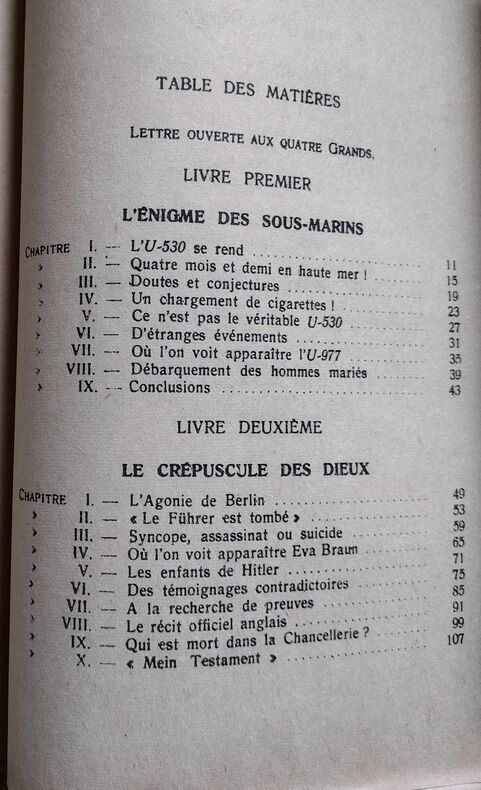 TABLE DES MATIÈRES
LETTRE OUVERTE AUX QUATRE GRANDS.
LIVRE PREMIER
L'ÉNIGME DES SOUS-MARINS
CHAPITRE I. — L'U-530 se rend .................... 11
» II. — Quatre mois et demi en haute mer ! .......... 15
» III. — Doutes et conjectures .................... 19
» IV. — Un chargement de cigarettes ! .............. 23
» V. — Ce n'est pas le véritable U-530 .............. 27
» VI. — D'étranges événements .................... 31
» VII. — Où l'on voit apparaître l'U-977 .............. 35
» VIII. — Débarquement des hommes mariés .......... 39
» IX. — Conclusions .................... 43
LIVRE DEUXIÈME
LE CRÉPUSCULE DES DIEUX
CHAPITRE I. — L'Agonie de Berlin .................... 49
» II. — « Le Führer est tombé » .................... 53
» III. — Syncope, assassinat ou suicide .............. 59
» IV. — Où l'on voit apparaître Eva Braun .......... 65
» V. — Les enfants de Hitler .................... 71
» VI. — Des témoignages contradictoires .......... 75
» VII. — A la recherche de preuves .............. 85
» VIII. — Le récit officiel anglais .............. 91
» IX. — Qui est mort dans la Chancellerie ? .......... 99
» X. — « Mein Testament » .................... 107